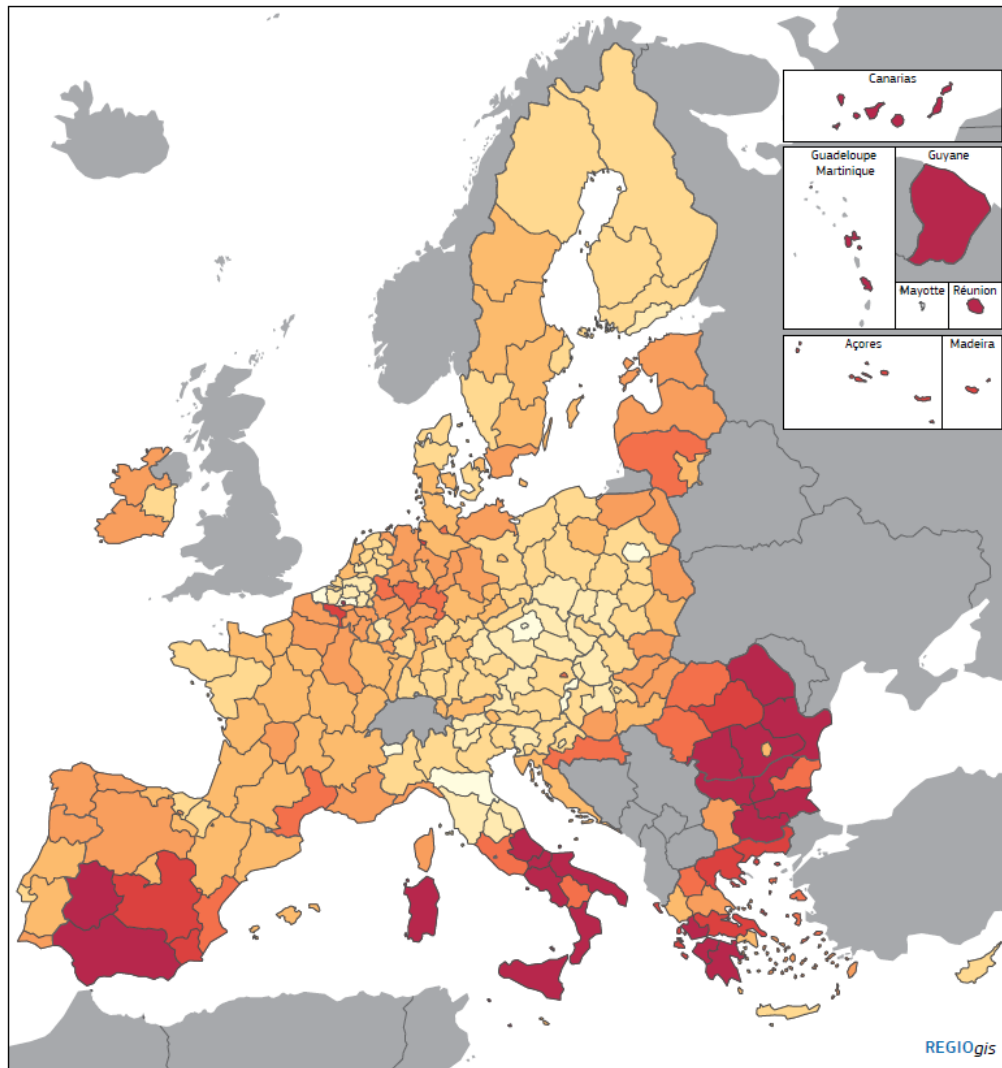 Canarias
Guadeloupe
Martinique
Guyane
Mayotte
Réunion
Açores
Madeira
REGIOgis